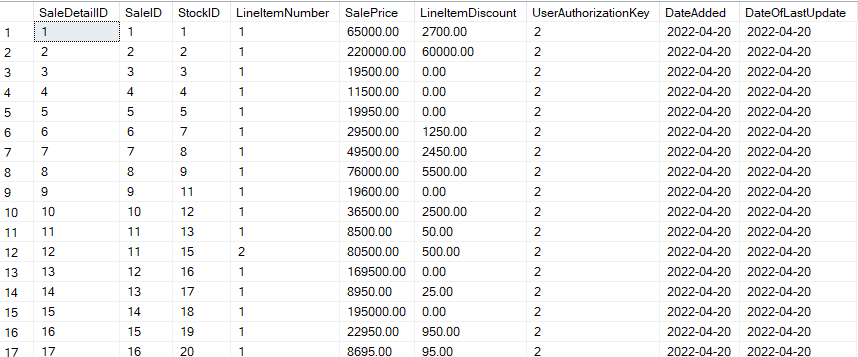 SaleDetailID SaleID StockID LineItemNumber SalePrice LineItemDiscount UserAuthorizationKey DateAdded DateOfLastUpdate
1 1 1 1 1 65000.00 2700.00 2 2022-04-20 2022-04-20
2 2 2 2 1 220000.00 60000.00 2 2022-04-20 2022-04-20
3 3 3 3 1 19500.00 0.00 2 2022-04-20 2022-04-20
4 4 4 4 1 11500.00 0.00 2 2022-04-20 2022-04-20
5 5 5 5 1 19950.00 0.00 2 2022-04-20 2022-04-20
6 6 6 7 1 29500.00 1250.00 2 2022-04-20 2022-04-20
7 7 7 8 1 49500.00 2450.00 2 2022-04-20 2022-04-20
8 8 8 9 1 76000.00 5500.00 2 2022-04-20 2022-04-20
9 9 9 11 1 19600.00 0.00 2 2022-04-20 2022-04-20
10 10 10 12 1 36500.00 2500.00 2 2022-04-20 2022-04-20
11 11 11 13 1 8500.00 50.00 2 2022-04-20 2022-04-20
12 12 11 15 2 80500.00 500.00 2 2022-04-20 2022-04-20
13 13 12 16 1 169500.00 0.00 2 2022-04-20 2022-04-20
14 14 13 17 1 8950.00 25.00 2 2022-04-20 2022-04-20
15 15 14 18 1 195000.00 0.00 2 2022-04-20 2022-04-20
16 16 15 19 1 22950.00 950.00 2 2022-04-20 2022-04-20
17 17 16 20 1 8695.00 95.00 2 2022-04-20 2022-04-20